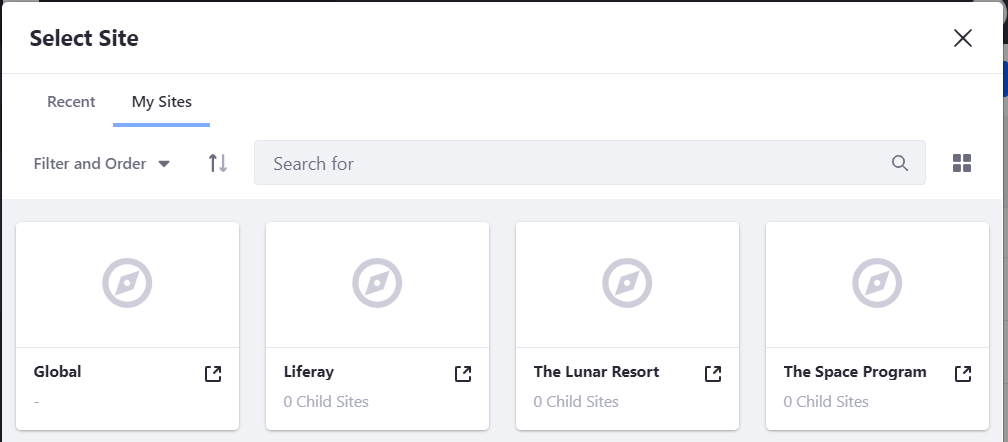 Select Site
Recent
My Sites
Filter and Order
Search for
Global
-
Liferay
0 Child Sites
The Lunar Resort
0 Child Sites
The Space Program
0 Child Sites